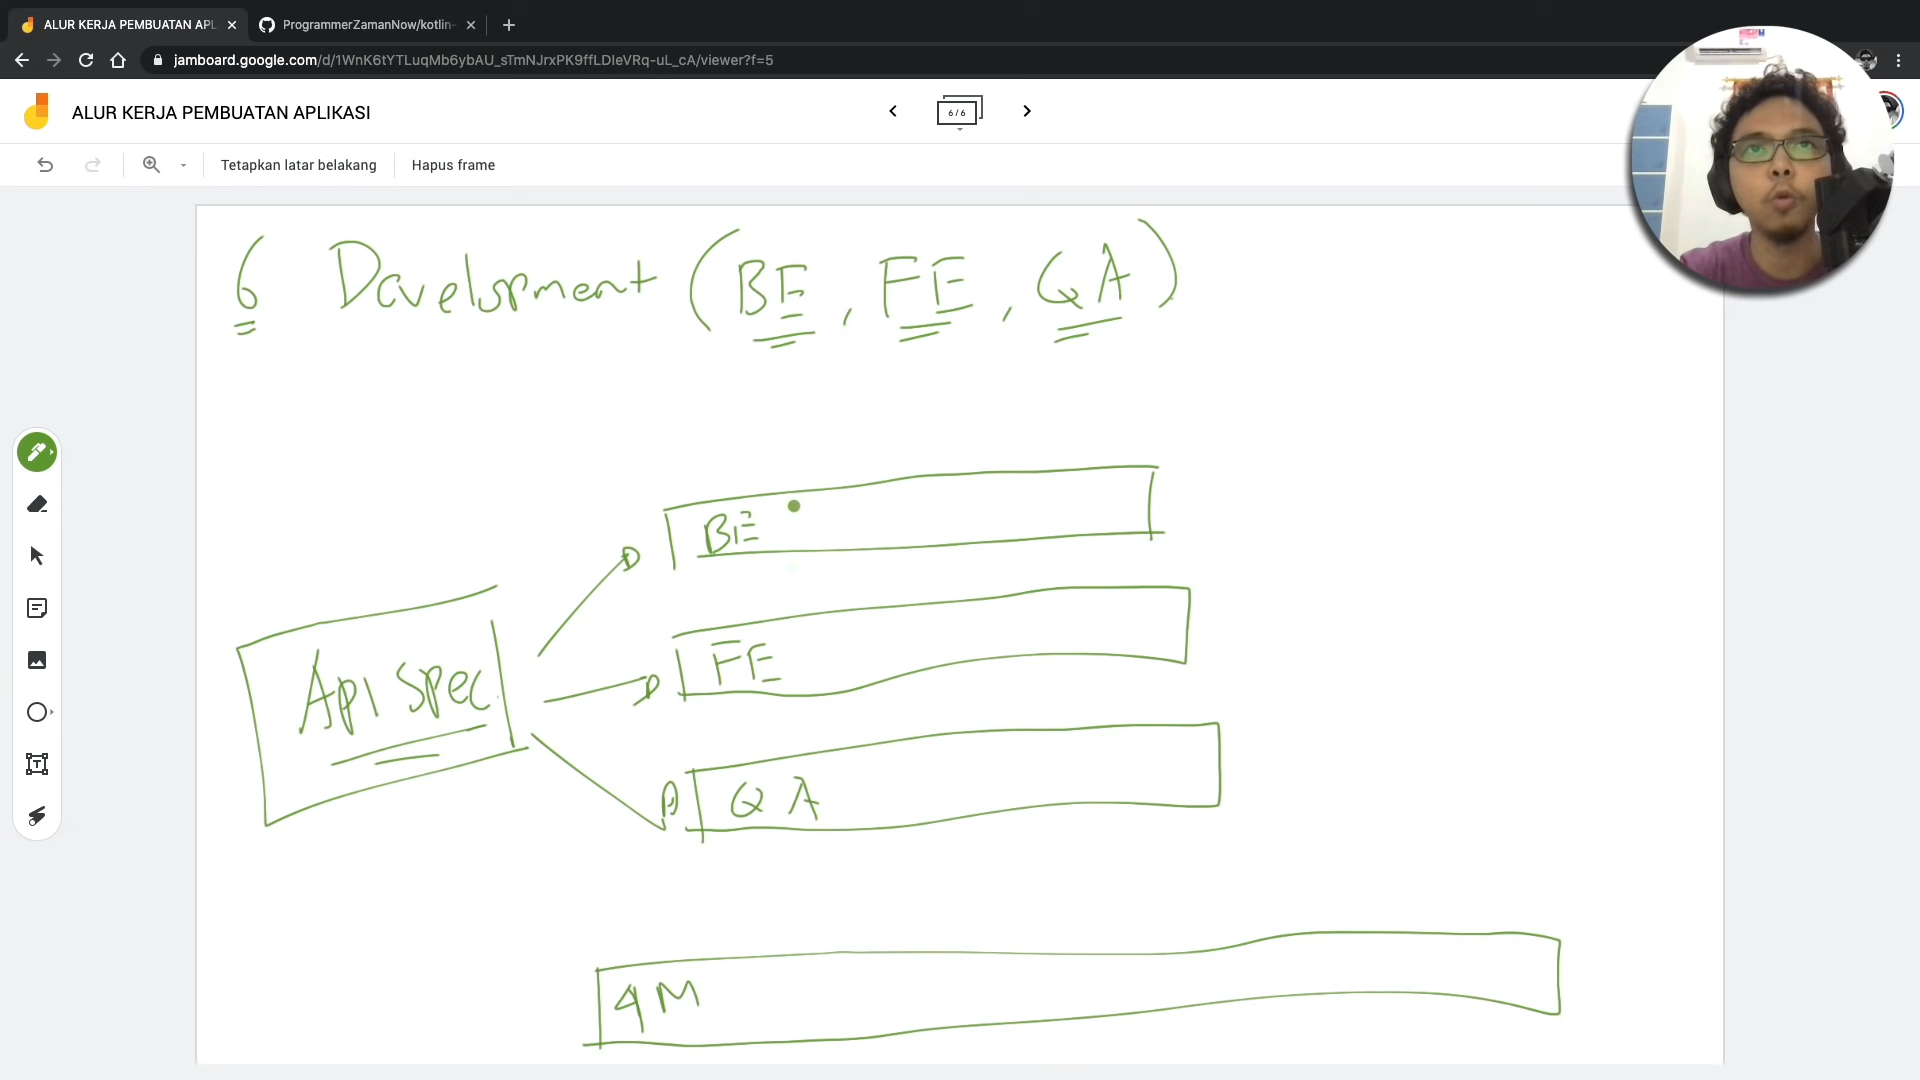 ALUR KERJA PEMBUATAN APL
ProgrammerZamanNow/kotlin-
jamboard.google.com/d/1WnK6tYTLuqMb6ybAU_sTmNJrxPK9ffLDIeVRq-uL_cA/viewer?f=5
ALUR KERJA PEMBUATAN APLIKASI
6 / 6
Tetapkan latar belakang
Hapus frame
6 Development (BE, FE, QA)
BE
FE
Api spec
QA
4M